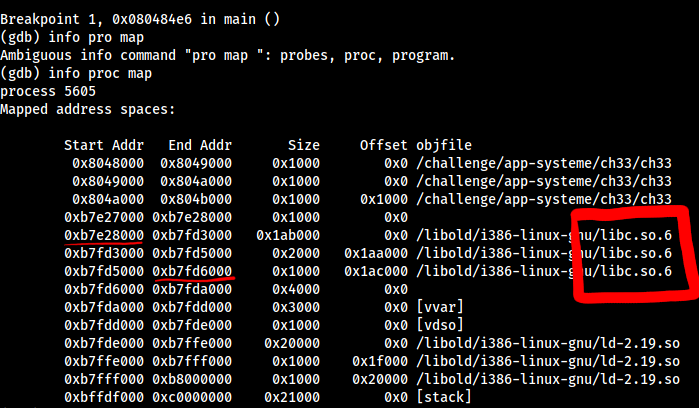 Breakpoint 1, 0x080484e6 in main ()
(gdb) info pro map
Ambiguous info command "pro map ": probes, proc, program.
(gdb) info proc map
process 5605
Mapped address spaces:
Start Addr End Addr Size Offset objfile
0x8048000 0x8049000 0x1000 0x0 /challenge/app-systeme/ch33/ch33
0x8049000 0x804a000 0x1000 0x0 /challenge/app-systeme/ch33/ch33
0x804a000 0x804b000 0x1000 0x1000 /challenge/app-systeme/ch33/ch33
0xb7e27000 0xb7e28000 0x1000 0x0
0xb7e28000 0xb7fd3000 0x1ab000 0x0 /libold/i386-linux-gnu/libc.so.6
0xb7fd3000 0xb7fd5000 0x2000 0x1aa000 /libold/i386-linux-gnu/libc.so.6
0xb7fd5000 0xb7fd6000 0x1000 0x1ac000 /libold/i386-linux-gnu/libc.so.6
0xb7fd6000 0xb7fda000 0x4000 0x0
0xb7fda000 0xb7fdd000 0x3000 0x0 [vvar]
0xb7fdd000 0xb7fde000 0x1000 0x0 [vdso]
0xb7fde000 0xb7ffe000 0x20000 0x0 /libold/i386-linux-gnu/ld-2.19.so
0xb7ffe000 0xb7fff000 0x1000 0x1f000 /libold/i386-linux-gnu/ld-2.19.so
0xb7fff000 0xb8000000 0x1000 0x20000 /libold/i386-linux-gnu/ld-2.19.so
0xbffdf000 0xc0000000 0x21000 0x0 [stack]